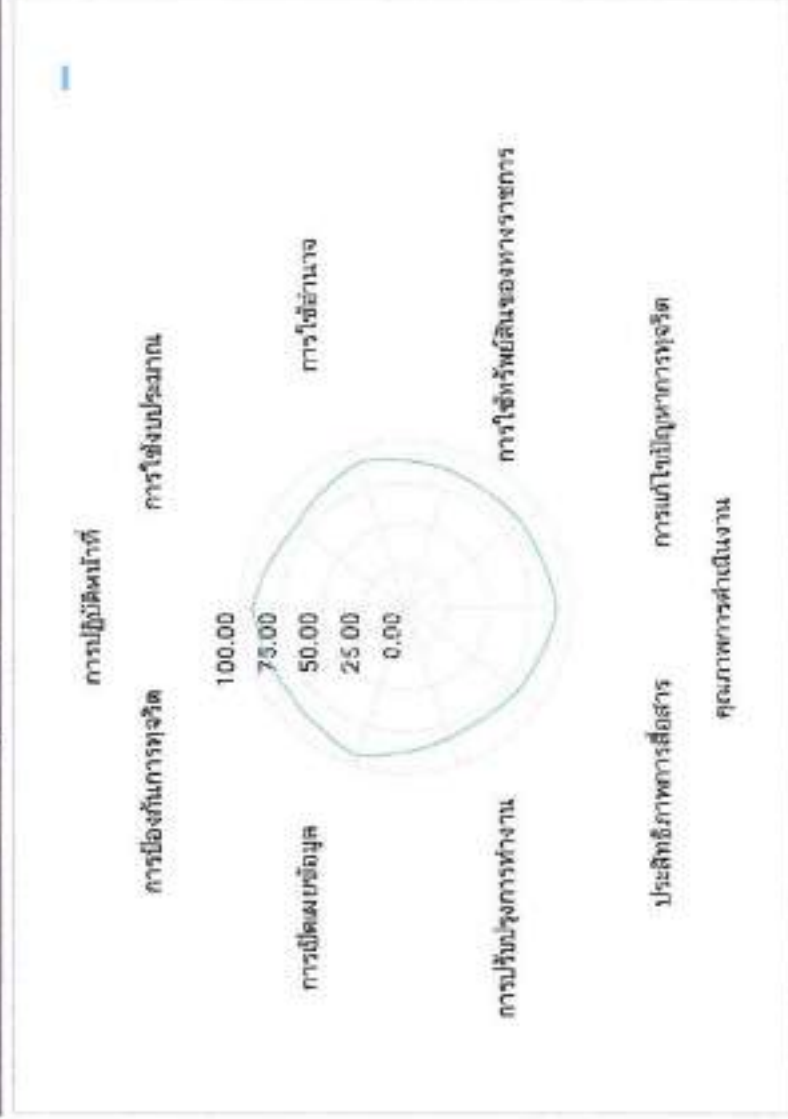 การปฏิบัติหน้าที่
การป้องกันการทุจริต
การใช้งบประมาณ
100.00
75.00
50.00
25.00
0.00
การเปิดเผยข้อมูล
การใช้อำนาจ
การปรับปรุงการทำงาน
การใช้ทรัพย์สินของทางราชการ
ประสิทธิภาพการสื่อสาร
การแก้ไขปัญหาการทุจริต
คุณภาพการดำเนินงาน